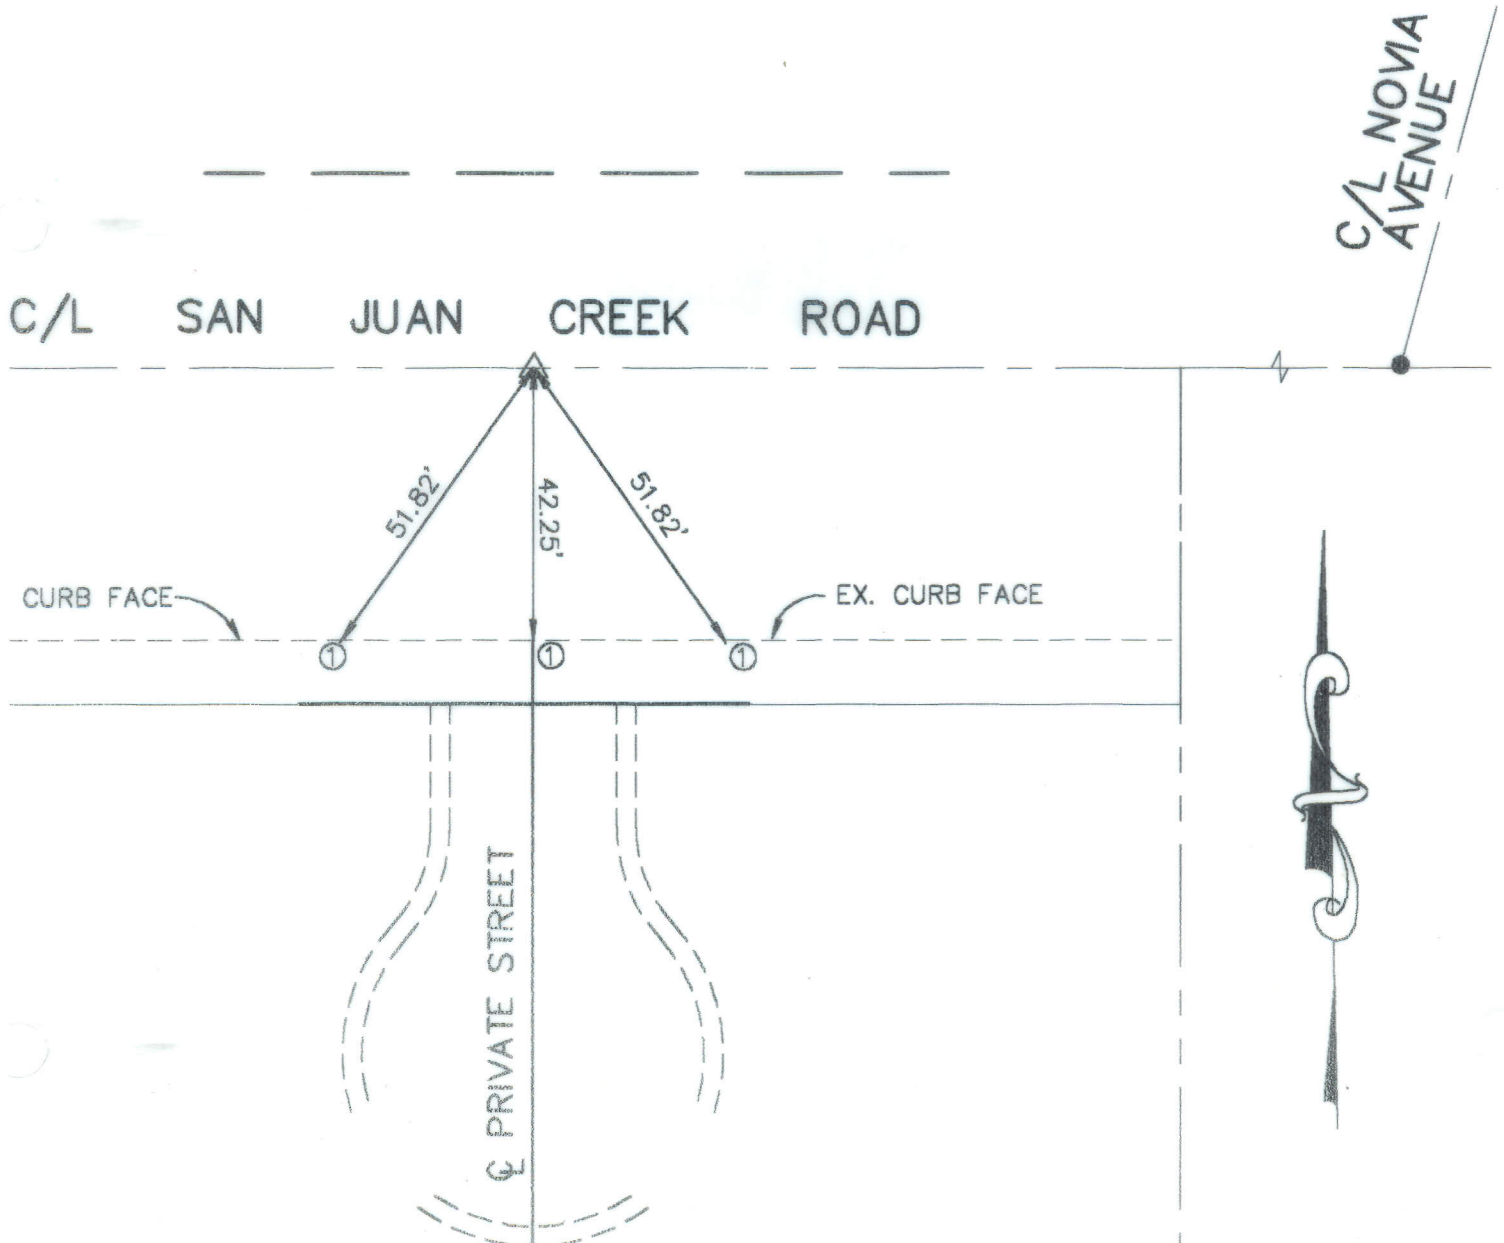 C/L NOVIA
AVENUE
C/L SAN JUAN CREEK ROAD
51.82'
42.25'
51.82'
CURB FACE
EX. CURB FACE
1
1
1
℄ PRIVATE STREET